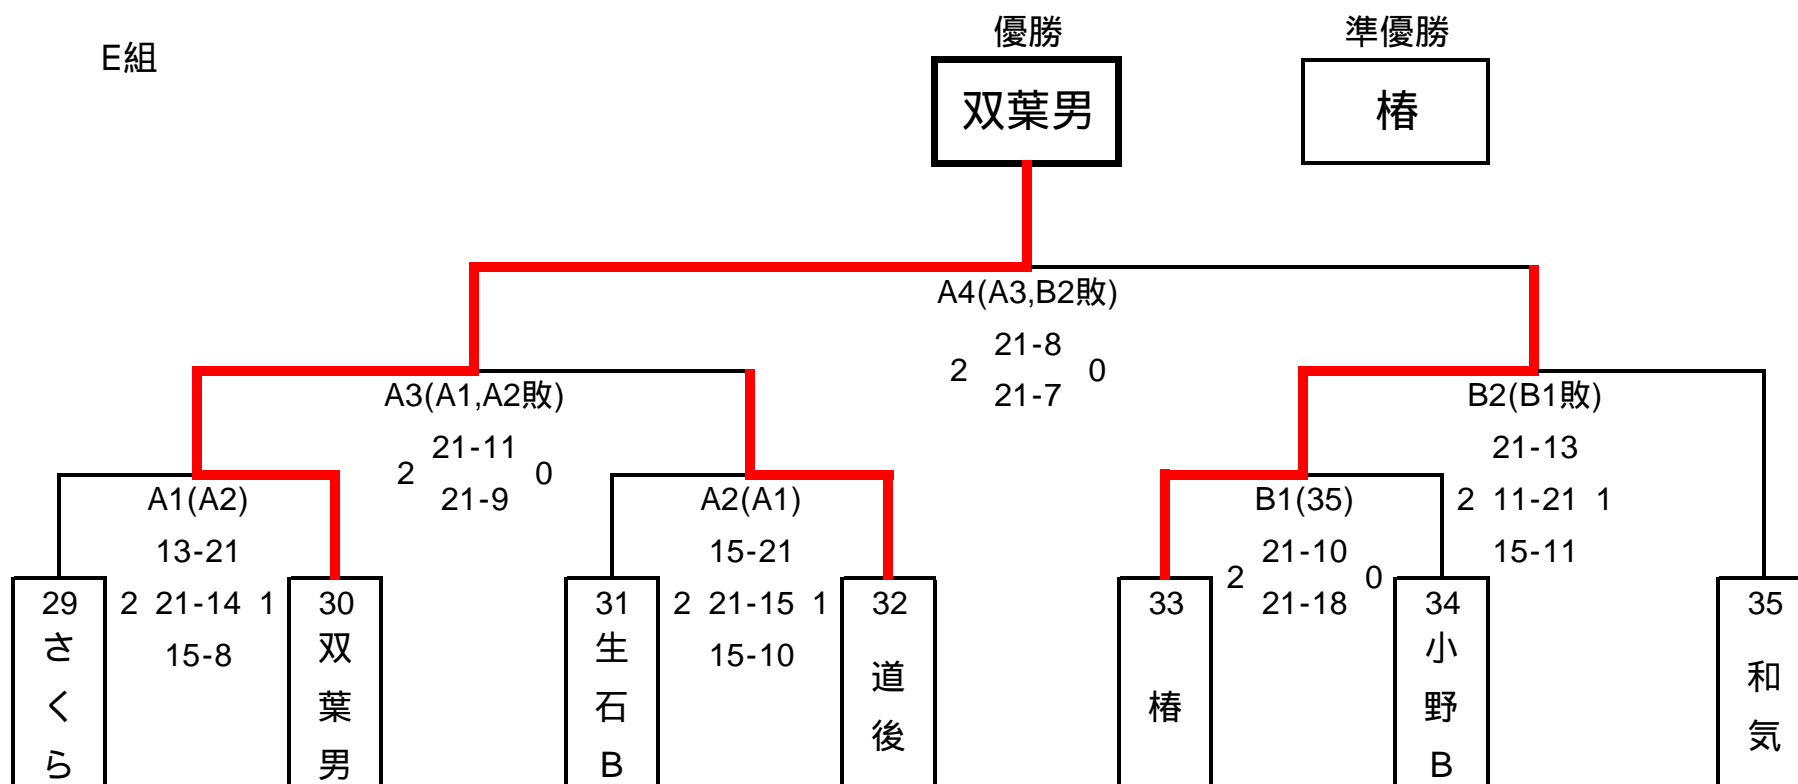 E組
優勝
準優勝
双葉男
椿
A4(A3,B2敗)
21-8
2 0
21-7
A3(A1,A2敗)
21-11
2 0
21-9
B2(B1敗)
21-13
2 11-21 1
15-11
A1(A2)
13-21
2 21-14 1
15-8
A2(A1)
15-21
2 21-15 1
15-10
B1(35)
21-10
2 0
21-18
29
さくら
30
双葉男
31
生石B
32
道後
33
椿
34
小野B
35
和気